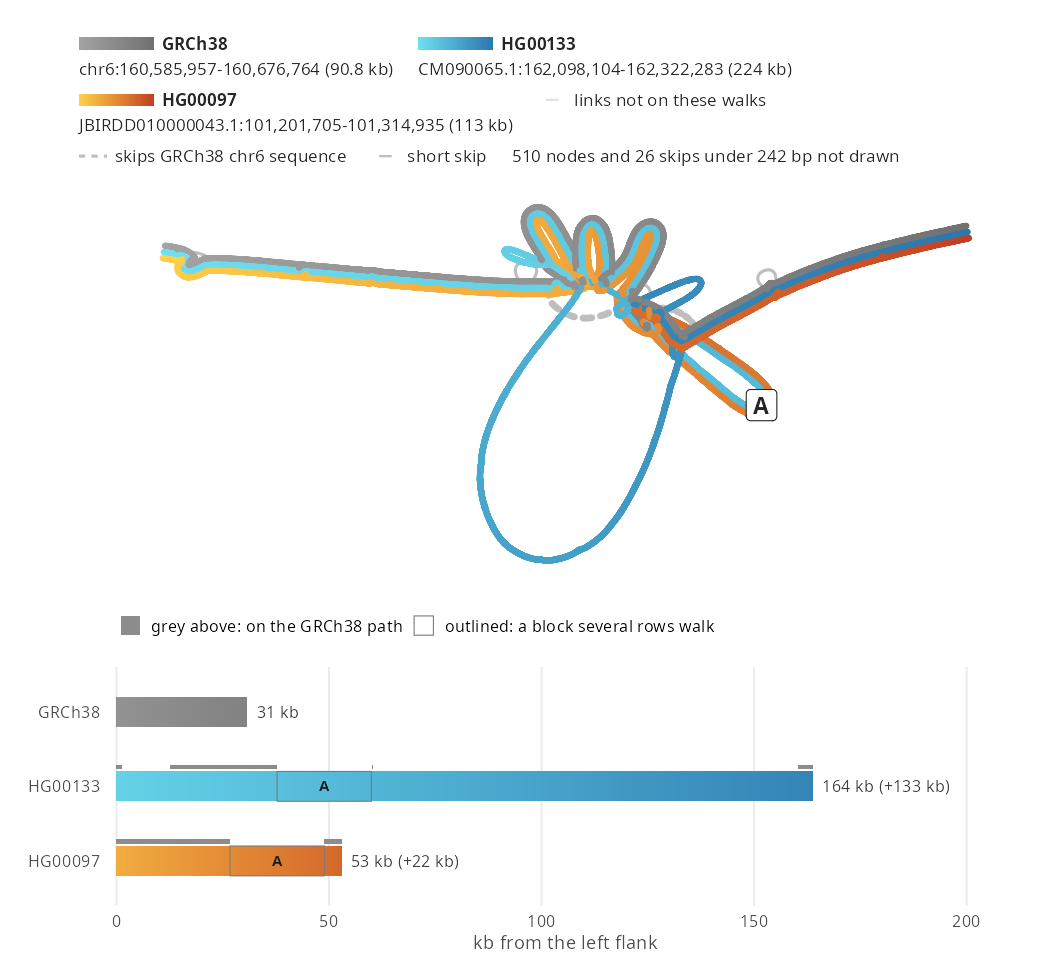 GRCh38 HG00133
chr6:160,585,957-160,676,764 (90.8 kb) CM090065.1:162,098,104-162,322,283 (224 kb)
HG00097 links not on these walks
JBIRDD010000043.1:101,201,705-101,314,935 (113 kb)
skips GRCh38 chr6 sequence short skip 510 nodes and 26 skips under 242 bp not drawn
A
grey above: on the GRCh38 path outlined: a block several rows walk
GRCh38 31 kb
HG00133 A 164 kb (+133 kb)
HG00097 A 53 kb (+22 kb)
0 50 100 150 200
kb from the left flank